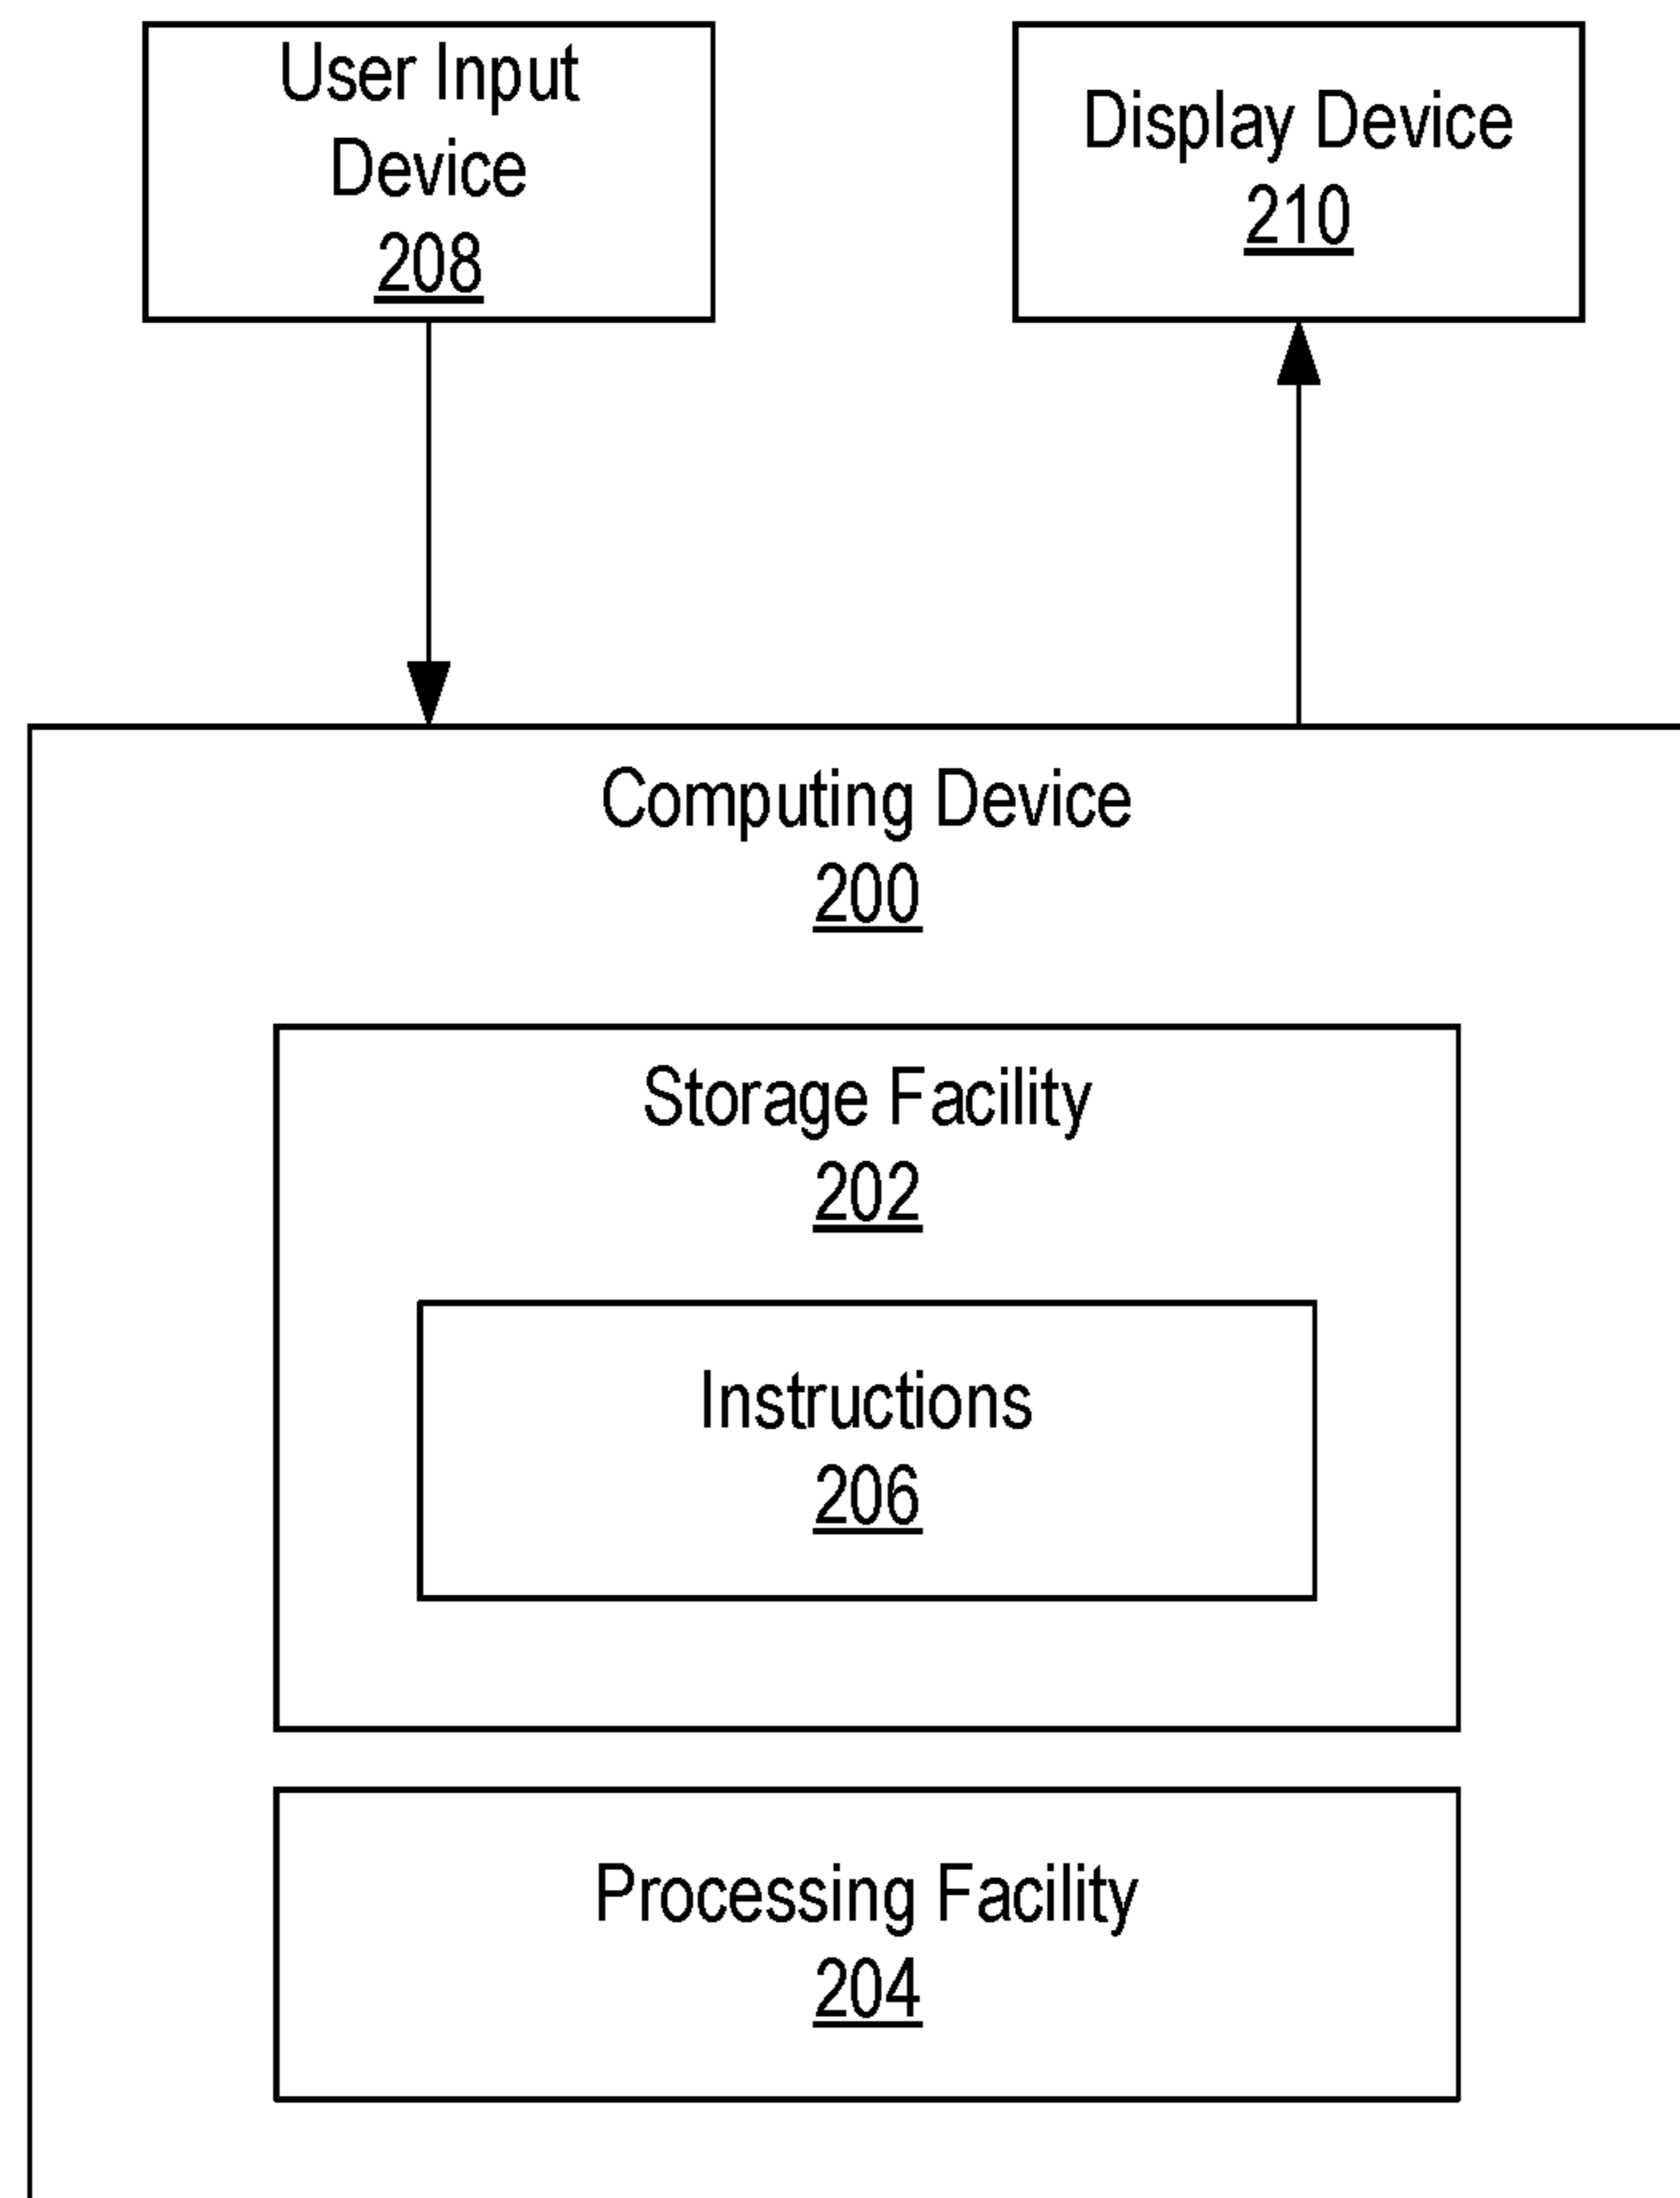 User Input
Device
208
Display Device
210
Computing Device
200
Storage Facility
202
Instructions
206
Processing Facility
204